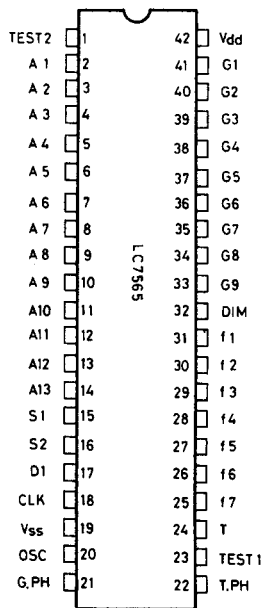 TEST2 1 42 Vdd
A1 2 41 G1
A2 3 40 G2
A3 4 39 G3
A4 5 38 G4
A5 6 37 G5
A6 7 36 G6
A7 8 35 G7
A8 9 34 G8
A9 10 33 G9
A10 11 32 DIM
A11 12 31 f1
A12 13 30 f2
A13 14 29 f3
S1 15 28 f4
S2 16 27 f5
D1 17 26 f6
CLK 18 25 f7
Vss 19 24 T
OSC 20 23 TEST1
G.PH 21 22 T.PH
LC7565